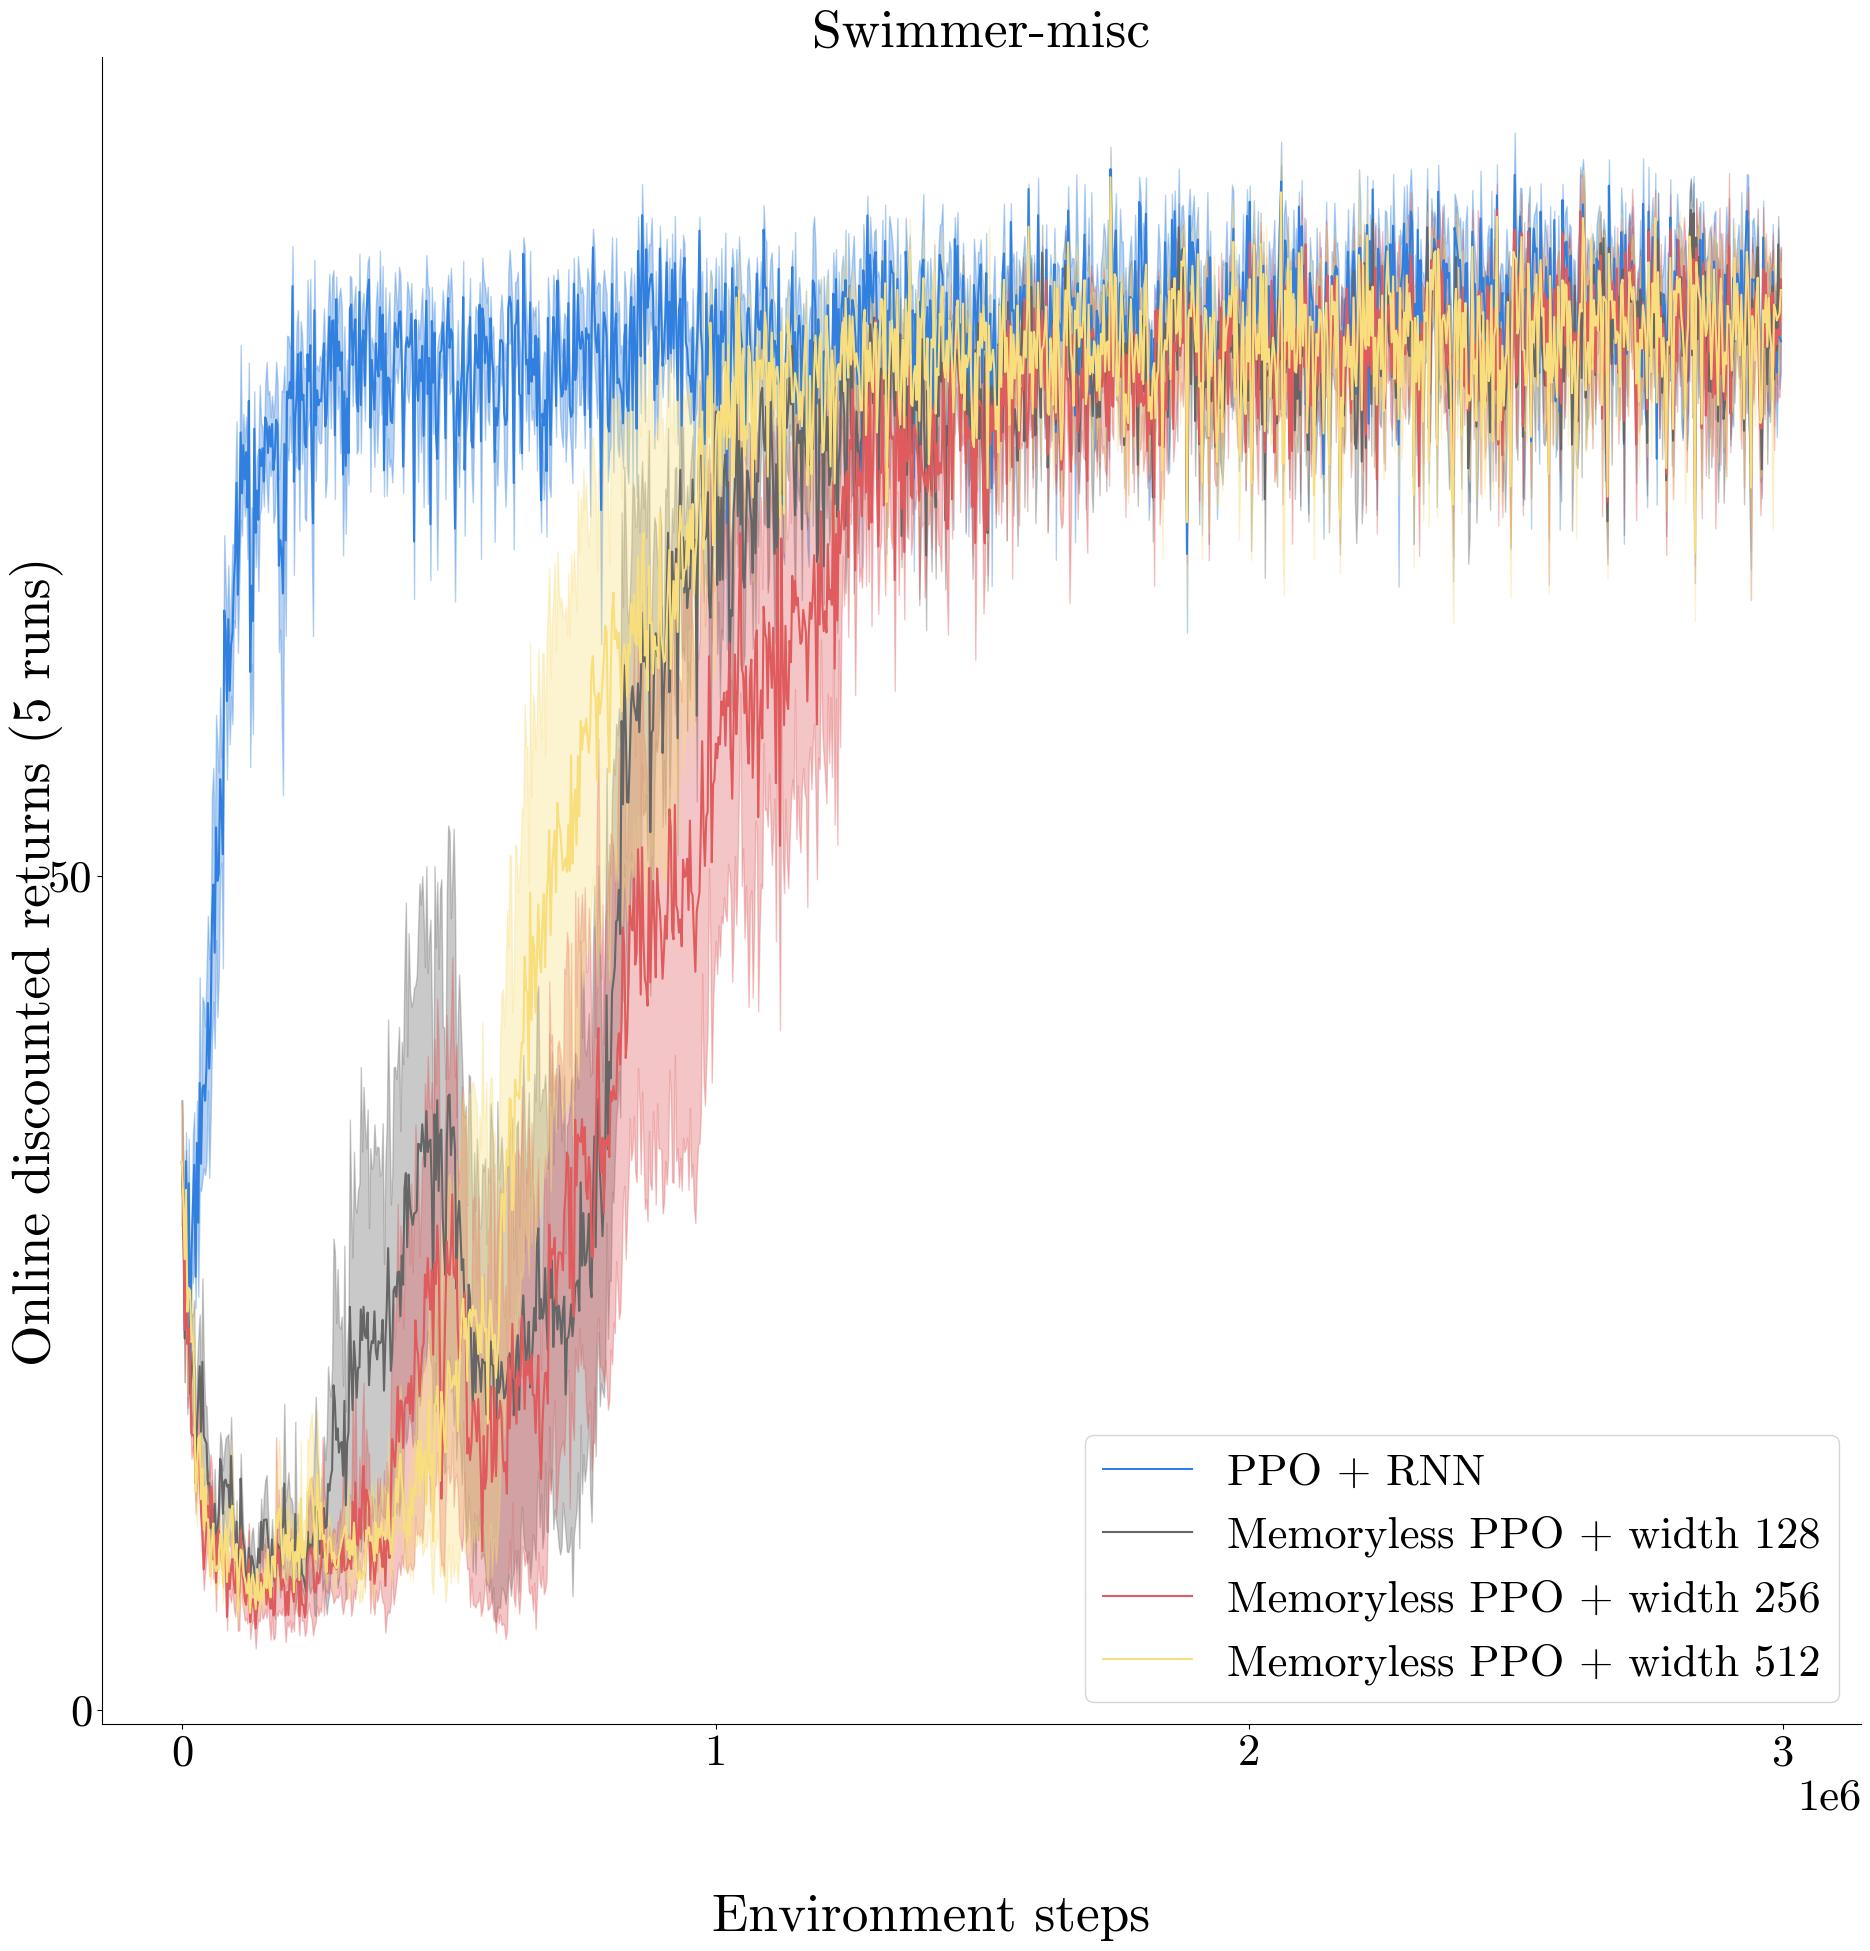 Swimmer-misc
Online discounted returns (5 runs)
50
0
0
1
2
3
1e6
Environment steps
PPO + RNN
Memoryless PPO + width 128
Memoryless PPO + width 256
Memoryless PPO + width 512